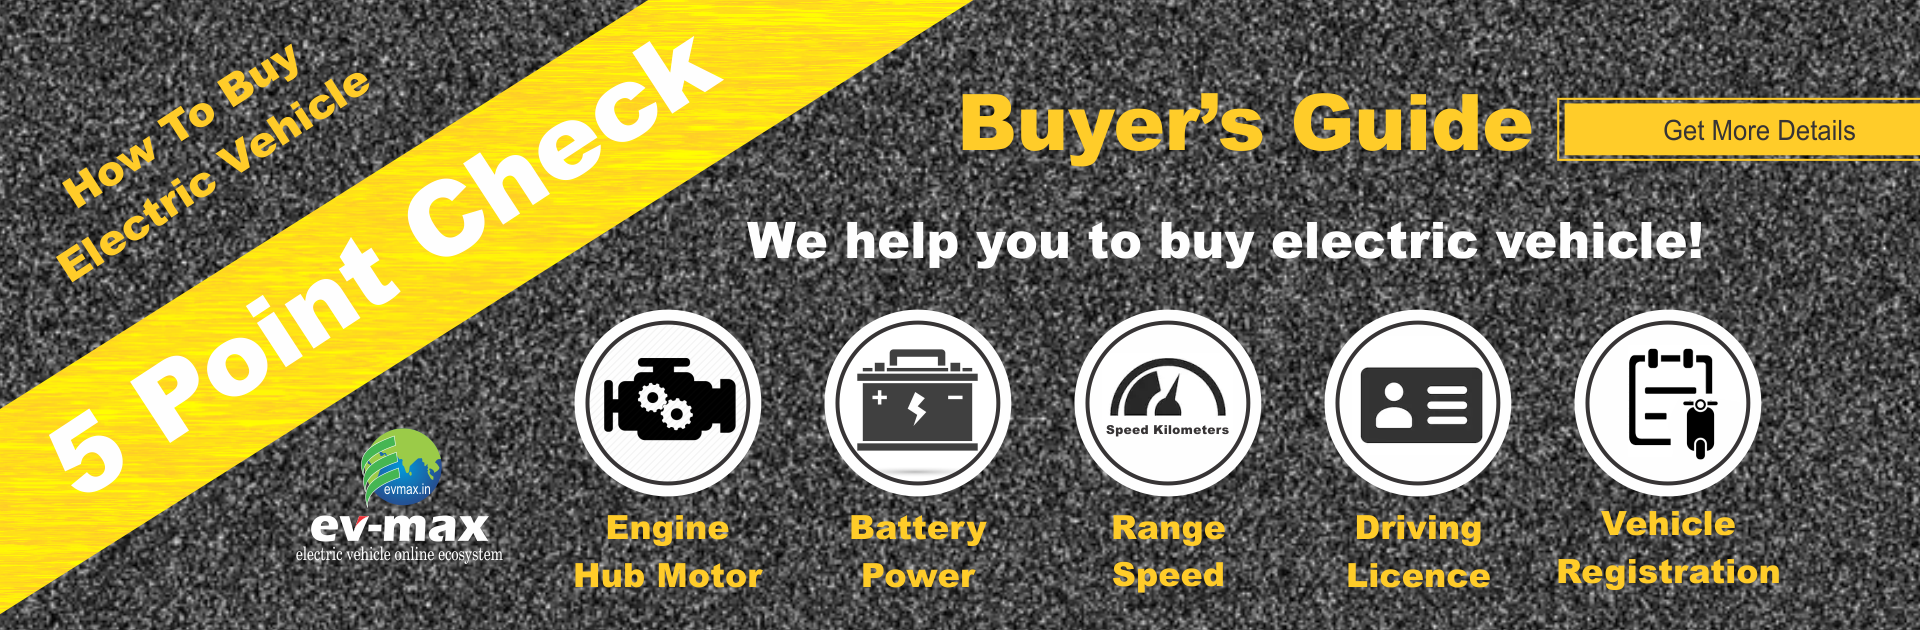 How To Buy
Electric Vehicle
5 Point Check
Buyer's Guide
Get More Details
We help you to buy electric vehicle!
Speed Kilometers
evmax.in
ev-max
electric vehicle online ecosystem
Engine
Hub Motor
Battery
Power
Range
Speed
Driving
Licence
Vehicle
Registration